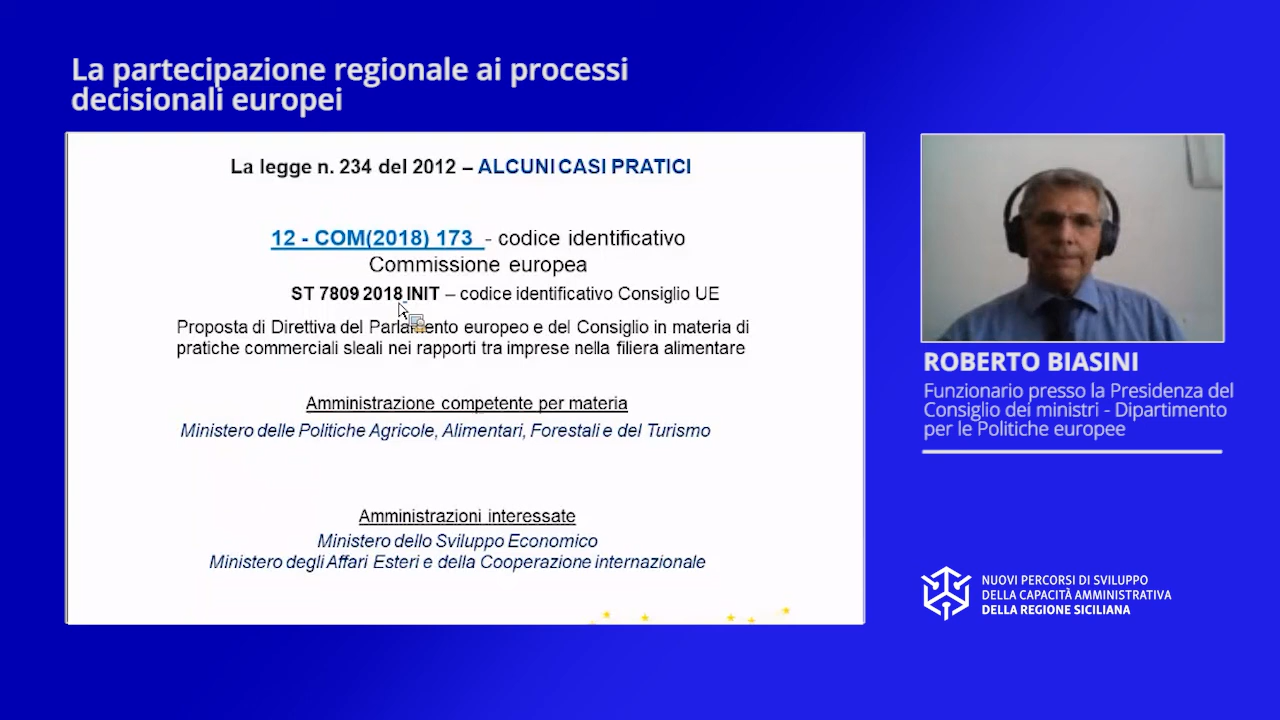 La partecipazione regionale ai processi
decisionali europei
La legge n. 234 del 2012 – ALCUNI CASI PRATICI
12 - COM(2018) 173 - codice identificativo
Commissione europea
ST 7809 2018 INIT – codice identificativo Consiglio UE
Proposta di Direttiva del Parlamento europeo e del Consiglio in materia di
pratiche commerciali sleali nei rapporti tra imprese nella filiera alimentare
Amministrazione competente per materia
Ministero delle Politiche Agricole, Alimentari, Forestali e del Turismo
Amministrazioni interessate
Ministero dello Sviluppo Economico
Ministero degli Affari Esteri e della Cooperazione internazionale
ROBERTO BIASINI
Funzionario presso la Presidenza del
Consiglio dei ministri - Dipartimento
per le Politiche europee
NUOVI PERCORSI DI SVILUPPO
DELLA CAPACITÀ AMMINISTRATIVA
DELLA REGIONE SICILIANA